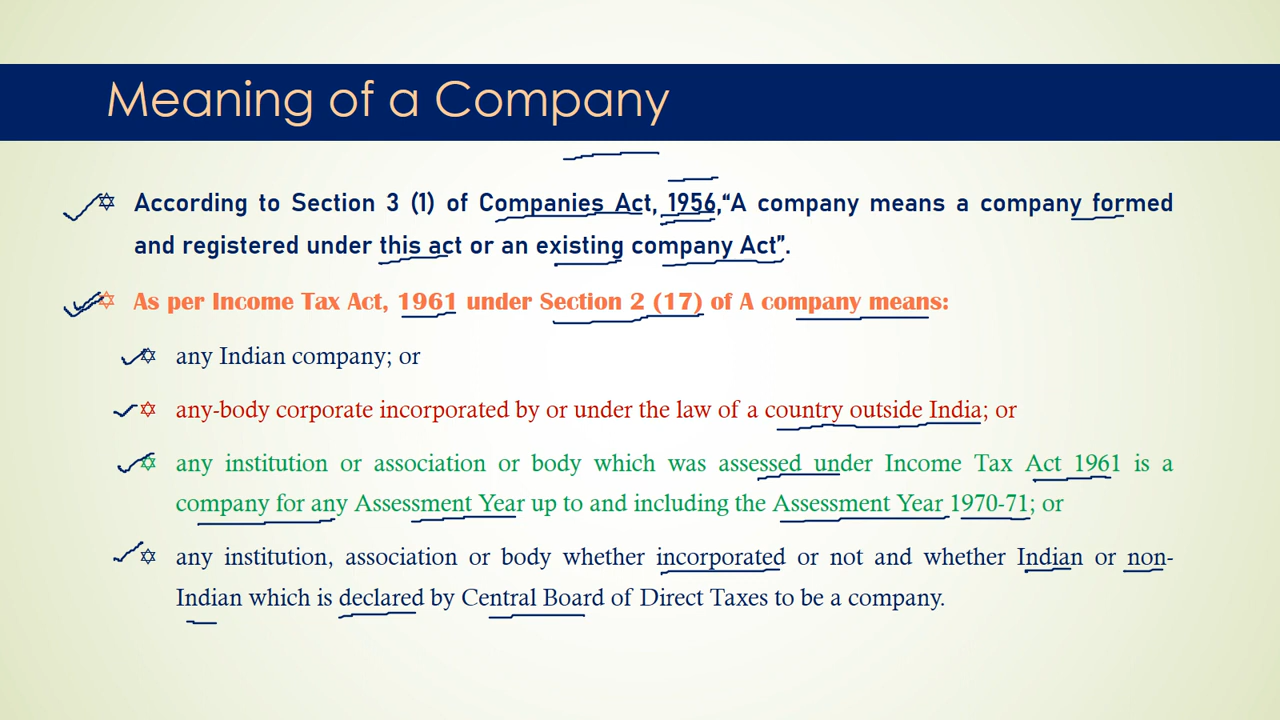 Meaning of a Company
According to Section 3 (1) of Companies Act, 1956,“A company means a company formed
and registered under this act or an existing company Act”.
As per Income Tax Act, 1961 under Section 2 (17) of A company means:
any Indian company; or
any-body corporate incorporated by or under the law of a country outside India; or
any institution or association or body which was assessed under Income Tax Act 1961 is a
company for any Assessment Year up to and including the Assessment Year 1970-71; or
any institution, association or body whether incorporated or not and whether Indian or non-
Indian which is declared by Central Board of Direct Taxes to be a company.